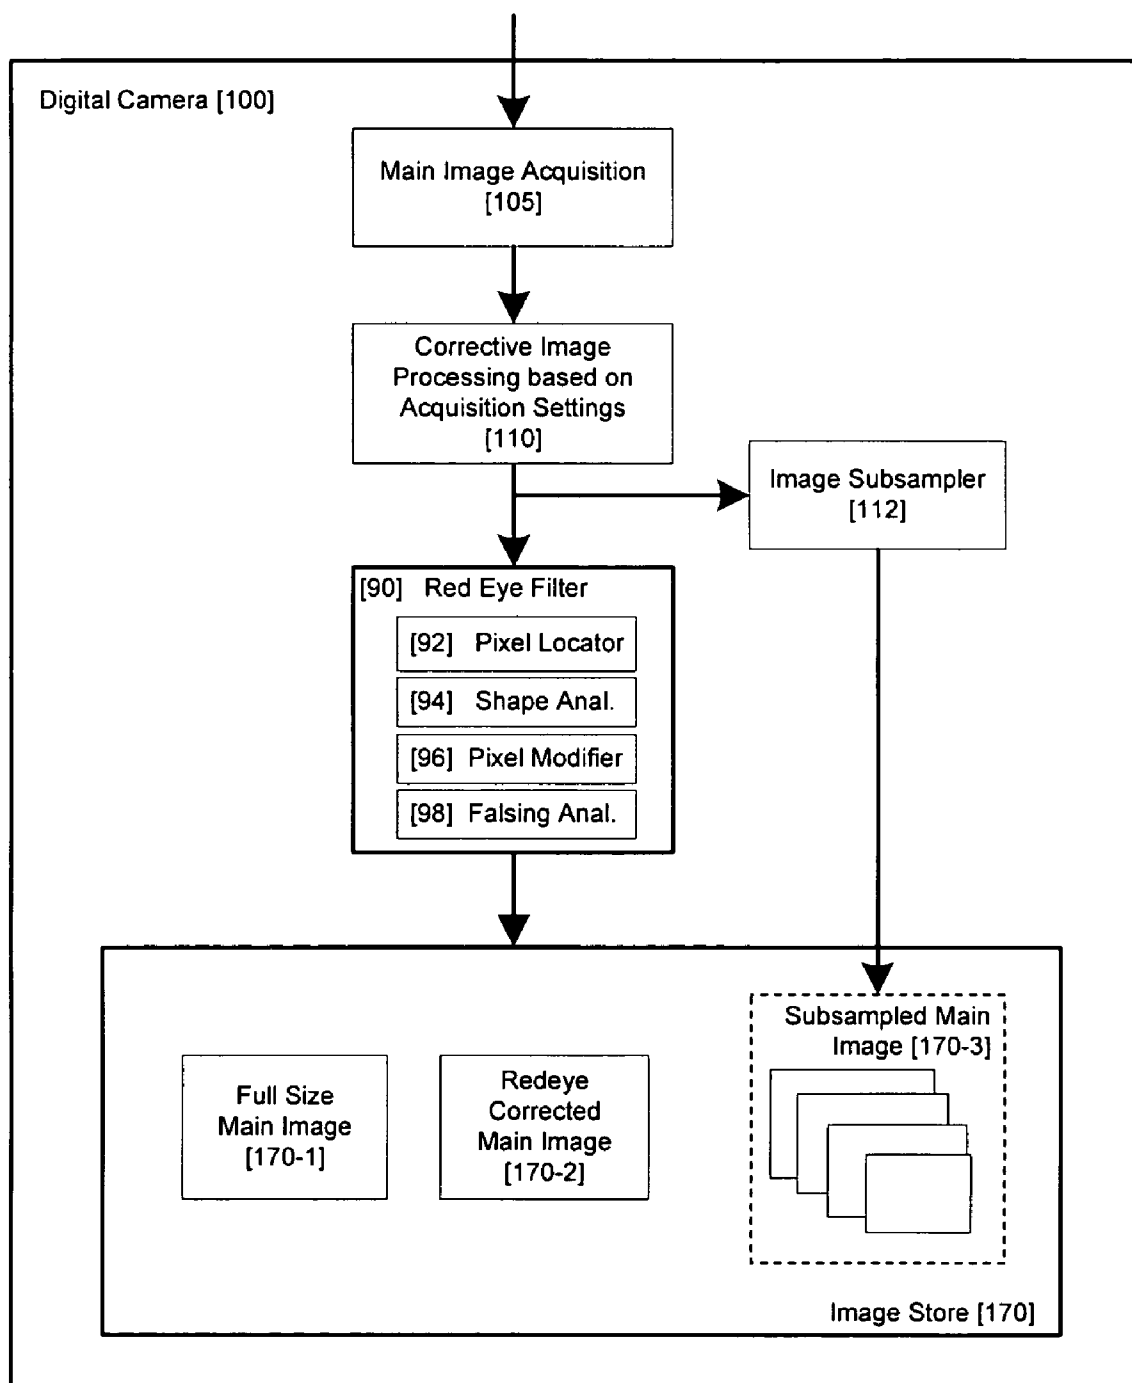 Digital Camera [100]
Main Image Acquisition
[105]
Corrective Image
Processing based on
Acquisition Settings
[110]
Image Subsampler
[112]
[90] Red Eye Filter
[92] Pixel Locator
[94] Shape Anal.
[96] Pixel Modifier
[98] Falsing Anal.
Subsampled Main
Image [170-3]
Full Size
Main Image
[170-1]
Redeye
Corrected
Main Image
[170-2]
Image Store [170]